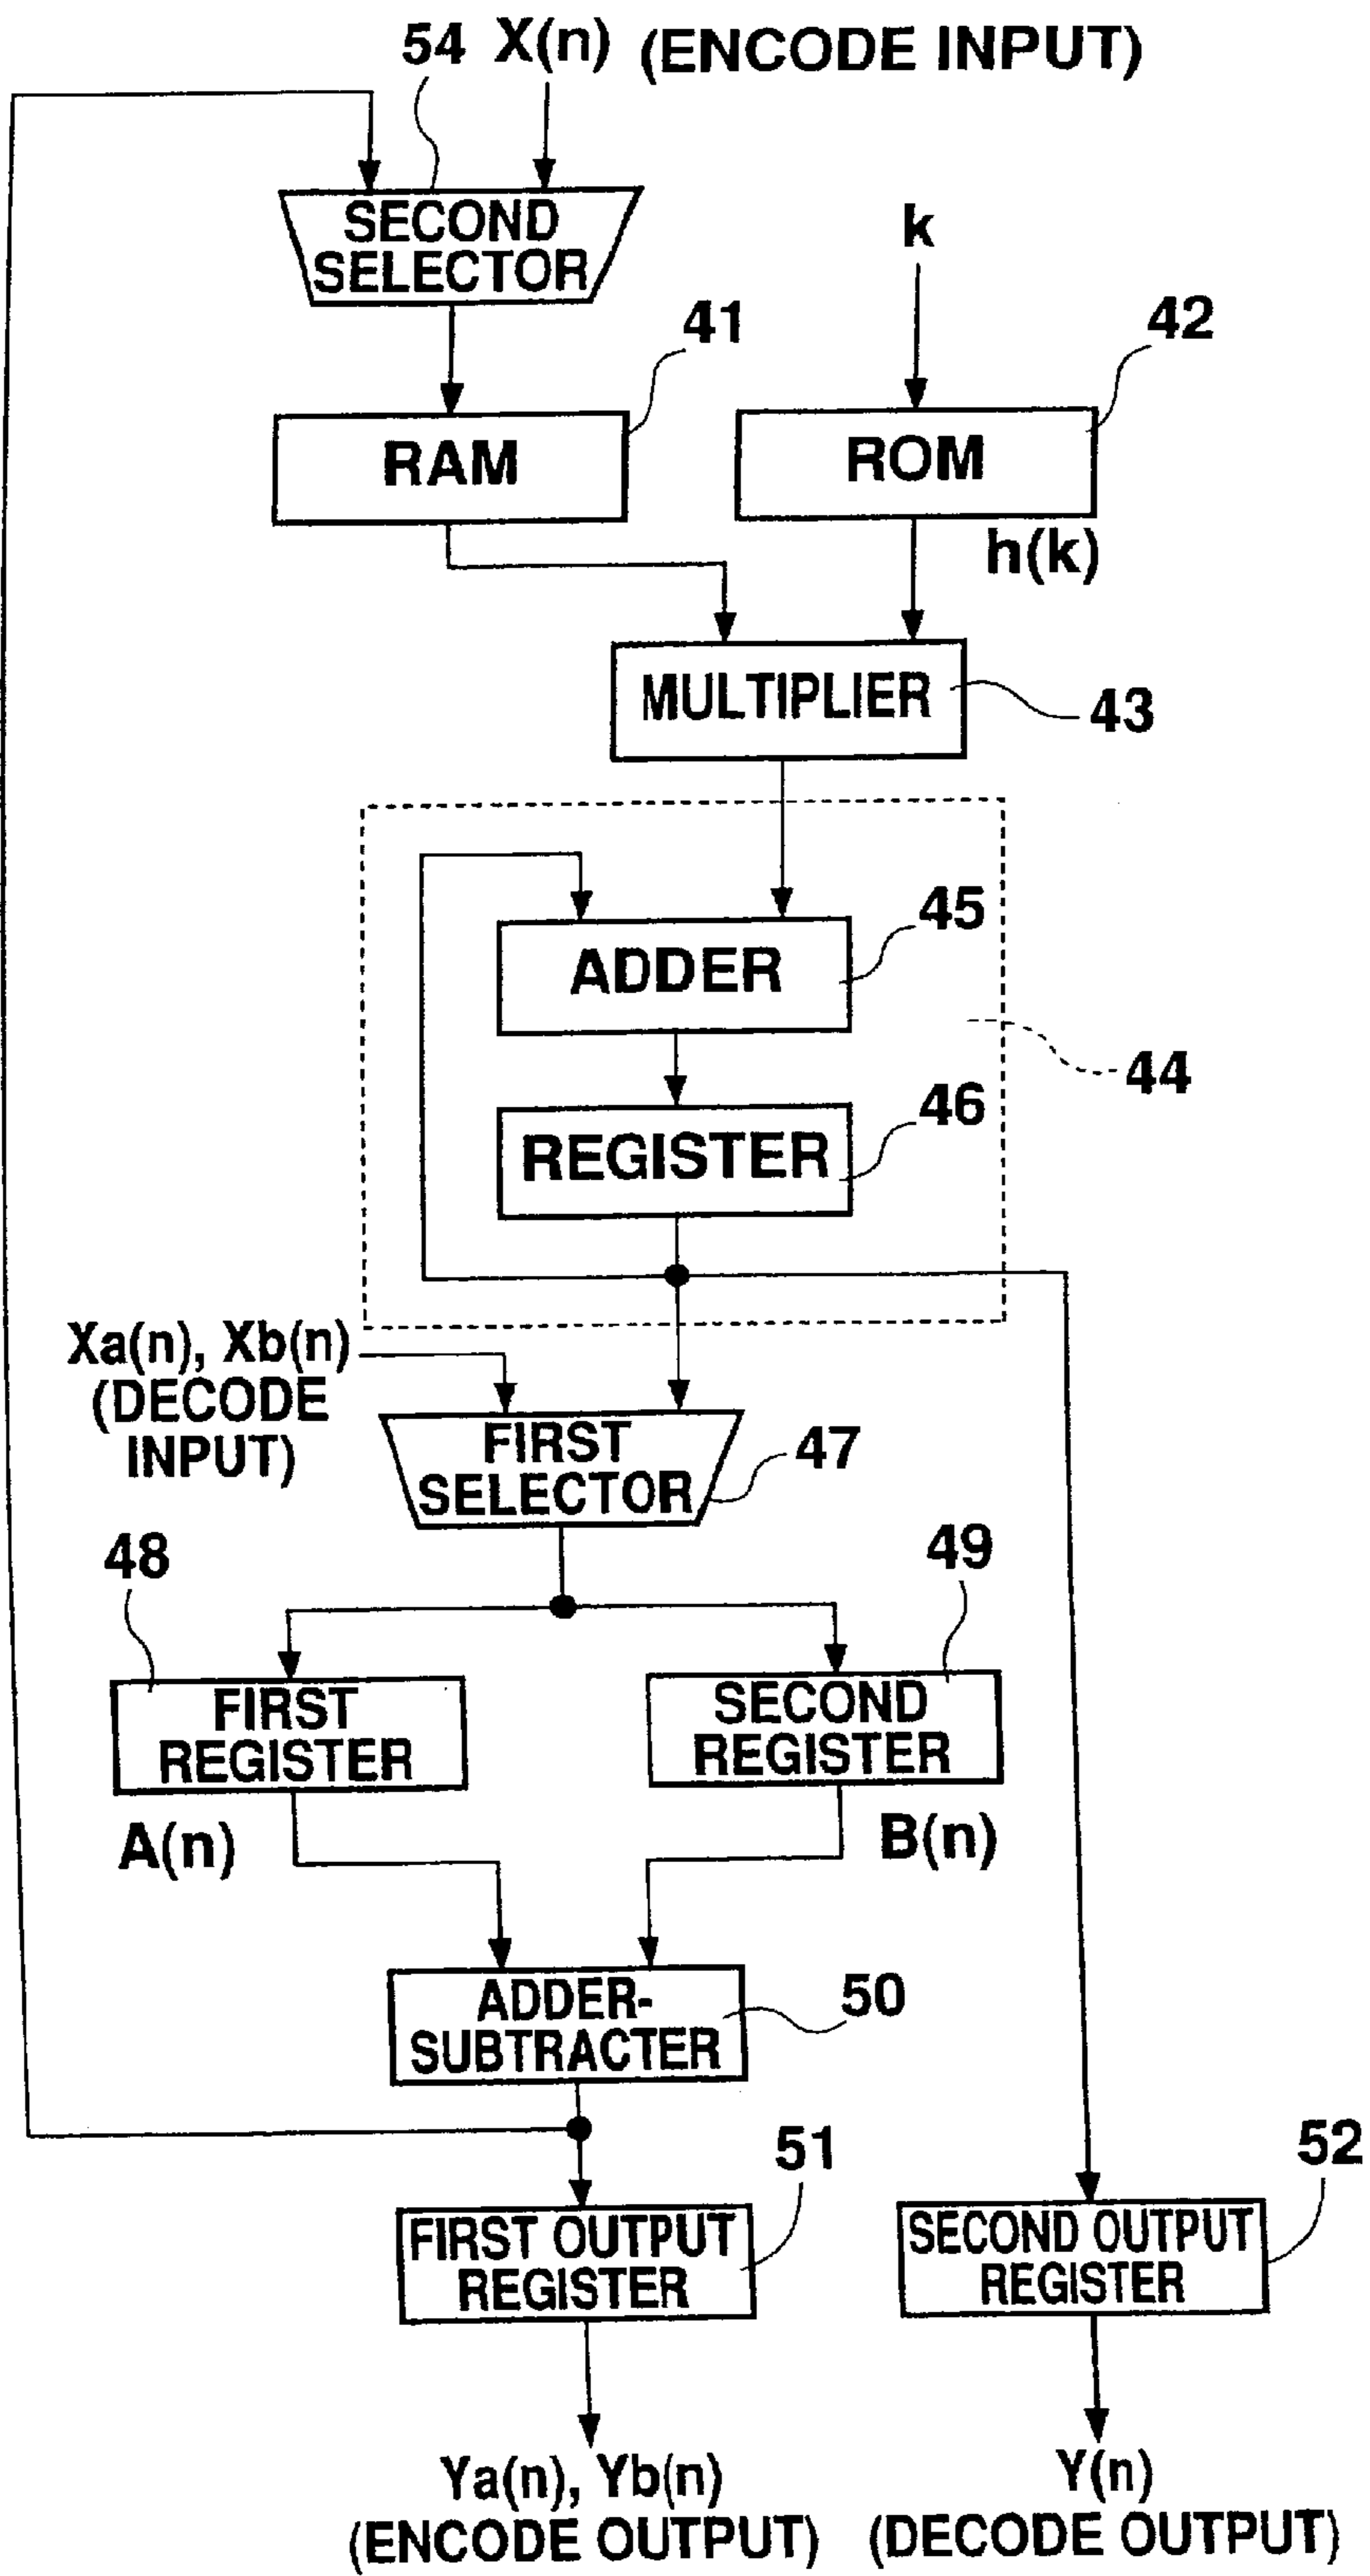 54 X(n) (ENCODE INPUT)
SECOND
SELECTOR
k
41
42
RAM
ROM
h(k)
MULTIPLIER
43
45
ADDER
44
46
REGISTER
Xa(n), Xb(n)
(DECODE
INPUT)
FIRST
SELECTOR
47
48
49
FIRST
REGISTER
SECOND
REGISTER
A(n)
B(n)
ADDER-
SUBTRACTER
50
51
52
FIRST OUTPUT
REGISTER
SECOND OUTPUT
REGISTER
Ya(n), Yb(n)
(ENCODE OUTPUT)
Y(n)
(DECODE OUTPUT)